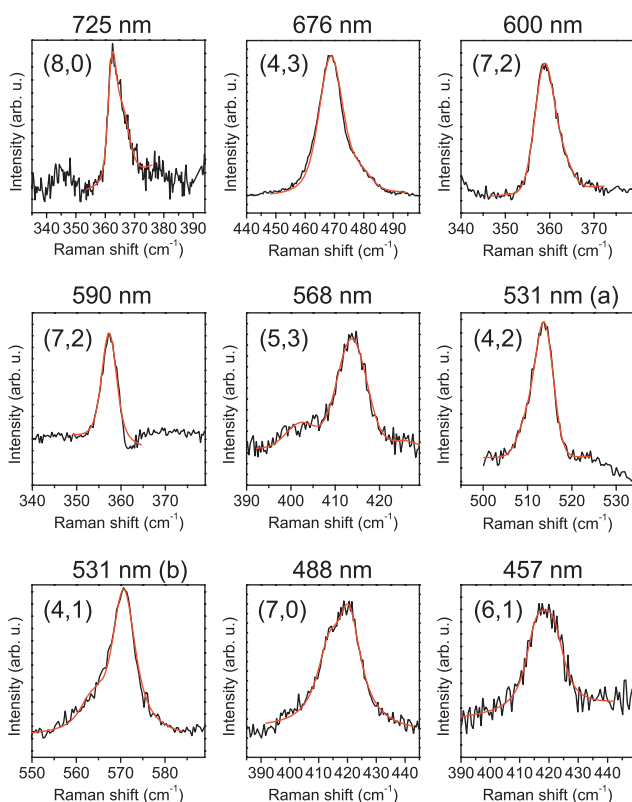 725 nm
676 nm
600 nm
(8,0)
(4,3)
(7,2)
Intensity (arb. u.)
Intensity (arb. u.)
Intensity (arb. u.)
340 350 360 370 380 390
440 450 460 470 480 490
340 350 360 370
Raman shift (cm⁻¹)
Raman shift (cm⁻¹)
Raman shift (cm⁻¹)
590 nm
568 nm
531 nm (a)
(7,2)
(5,3)
(4,2)
Intensity (arb. u.)
Intensity (arb. u.)
Intensity (arb. u.)
340 350 360 370
390 400 410 420
500 510 520 530
Raman shift (cm⁻¹)
Raman shift (cm⁻¹)
Raman shift (cm⁻¹)
531 nm (b)
488 nm
457 nm
(4,1)
(7,0)
(6,1)
Intensity (arb. u.)
Intensity (arb. u.)
Intensity (arb. u.)
550 560 570 580
390 400 410 420 430 440
390 400 410 420 430 440
Raman shift (cm⁻¹)
Raman shift (cm⁻¹)
Raman shift (cm⁻¹)